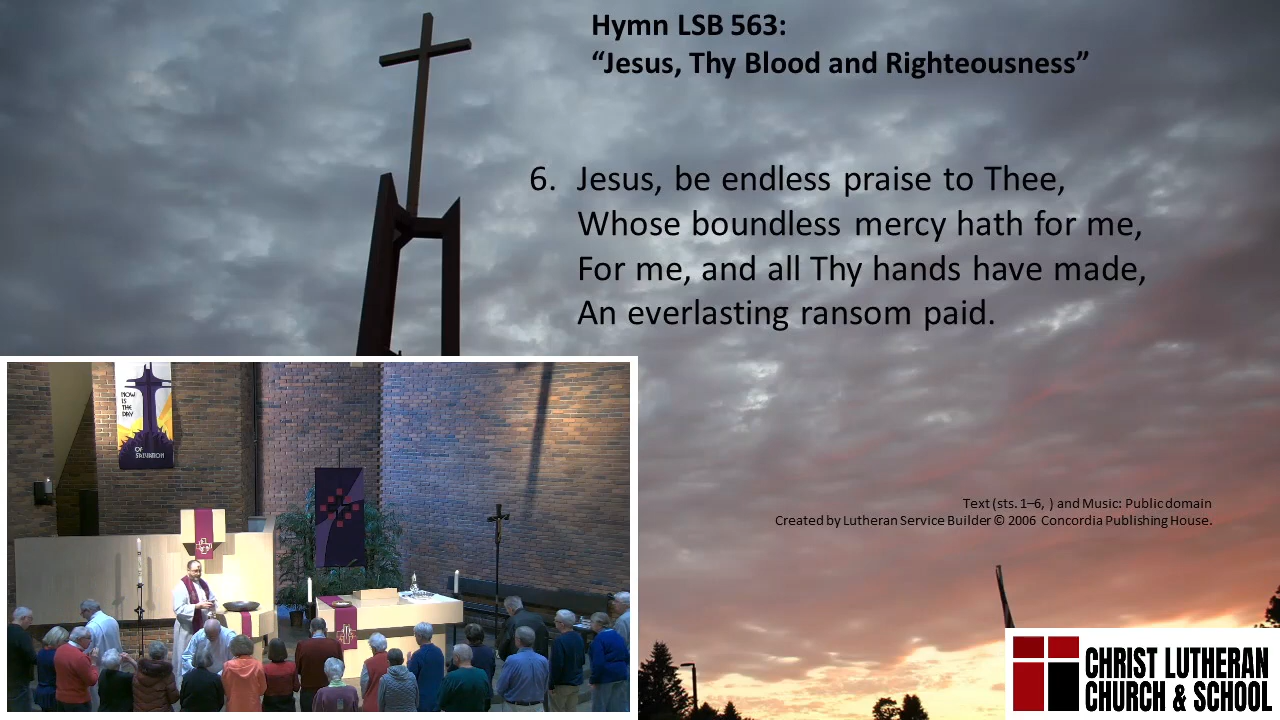 Hymn LSB 563:
“Jesus, Thy Blood and Righteousness”
6. Jesus, be endless praise to Thee,
Whose boundless mercy hath for me,
For me, and all Thy hands have made,
An everlasting ransom paid.
NOW
IS
THE
DAY
OF
SALVATION
Text (sts. 1–6, ) and Music: Public domain
Created by Lutheran Service Builder © 2006 Concordia Publishing House.
CHRIST LUTHERAN
CHURCH & SCHOOL